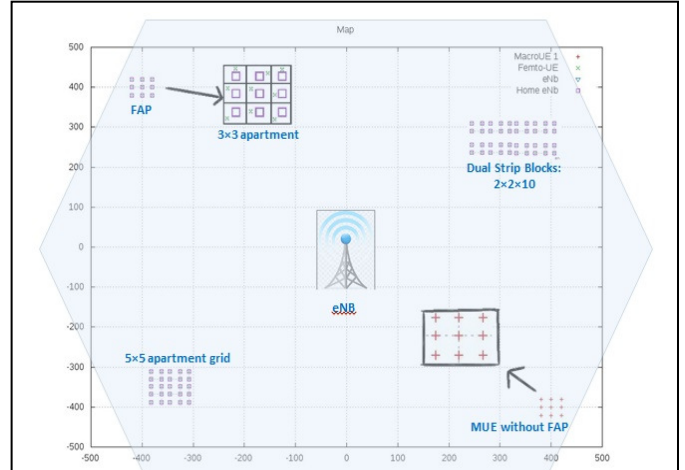 Map
500
400
300
200
100
0
-100
-200
-300
-400
-500
-500
-400
-300
-200
-100
0
100
200
300
400
500
MacroUE 1
Femto-UE
eNb
Home eNb
FAP
3×3 apartment
Dual Strip Blocks:
2×2×10
eNB
5×5 apartment grid
MUE without FAP